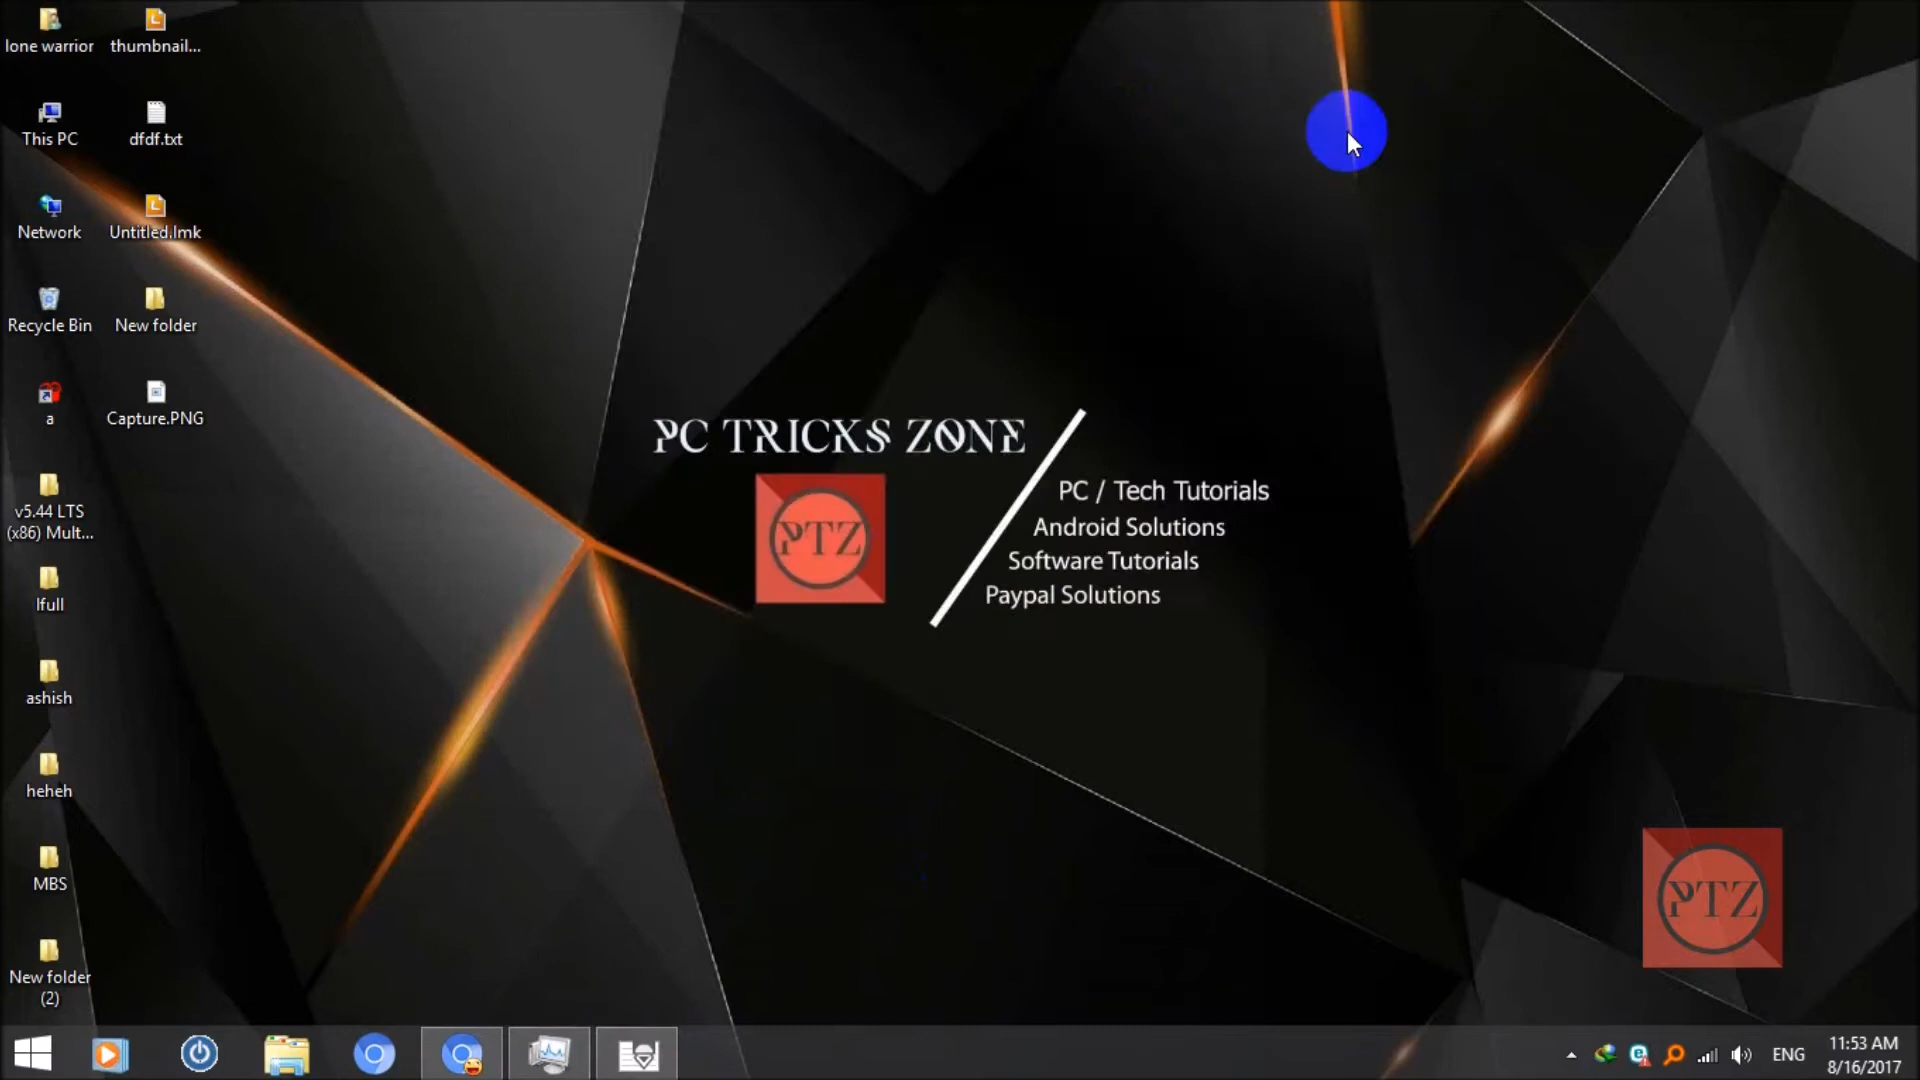 lone warrior
thumbnail...
This PC
dfdf.txt
Network
Untitled.lmk
Recycle Bin
New folder
a
Capture.PNG
v5.44 LTS
(x86) Mult...
lfull
ashish
heheh
MBS
New folder
(2)
PC TRICKS ZONE
PTZ
PC / Tech Tutorials
Android Solutions
Software Tutorials
Paypal Solutions
PTZ
ENG
11:53 AM
8/16/2017